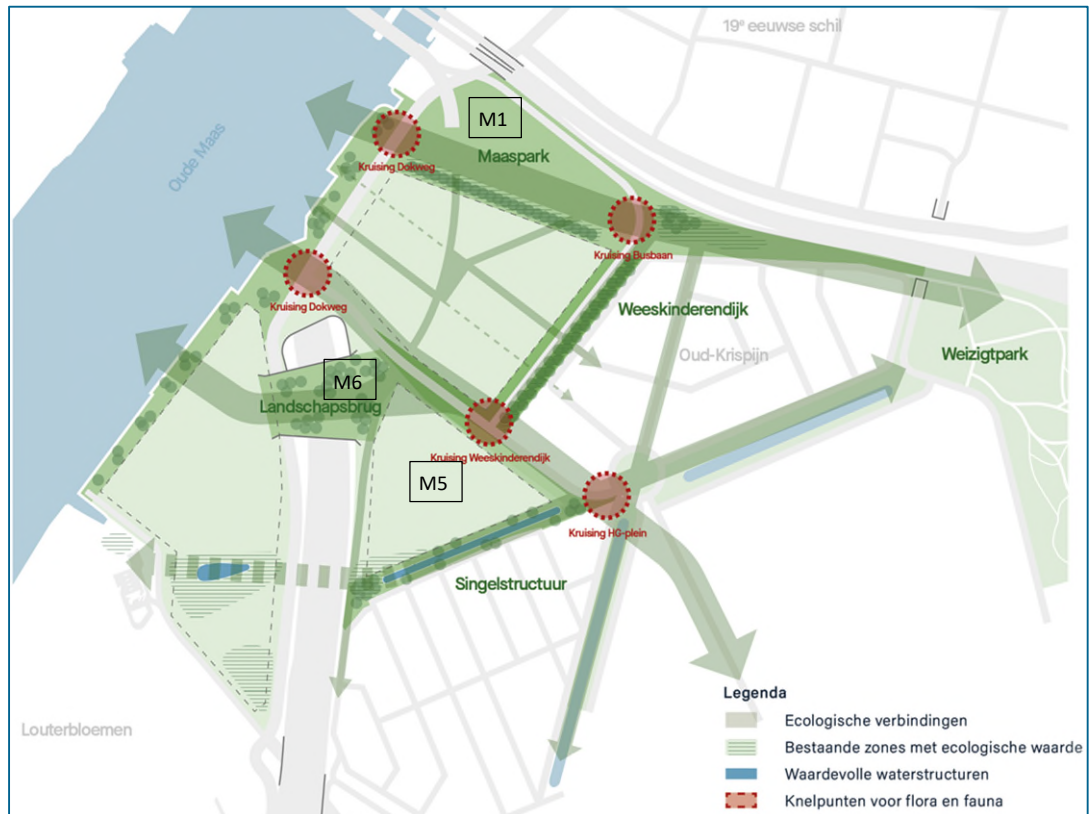 19e eeuwse schil
M1
Oude Maas
Maaspark
Kruising Dokweg
Kruising Busbaan
Kruising Dokweg
Weeskinderendijk
Oud-Krispijn
Weizigtpark
M6
Landschapsbrug
Kruising Weeskinderendijk
M5
Kruising HG-plein
Singelstructuur
Louterbloemen
Legenda
Ecologische verbindingen
Bestaande zones met ecologische waarde
Waardevolle waterstructuren
Knelpunten voor flora en fauna